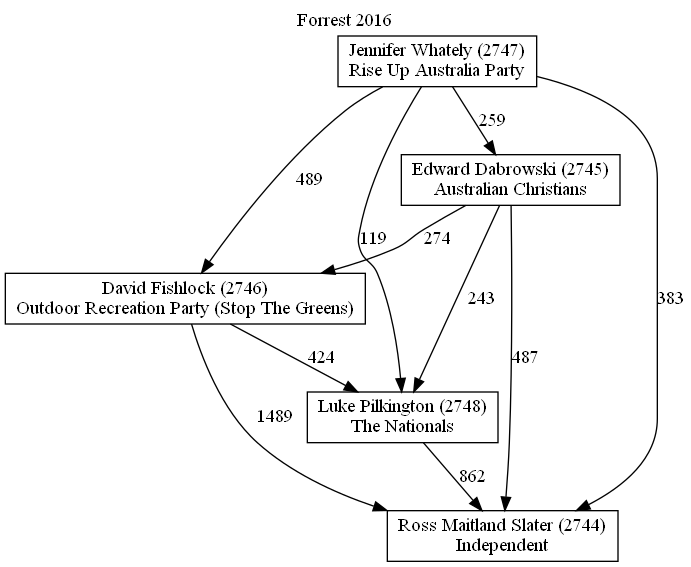 Forrest 2016
Jennifer Whately (2747)
Rise Up Australia Party
259
Edward Dabrowski (2745)
Australian Christians
489
119
274
243
383
David Fishlock (2746)
Outdoor Recreation Party (Stop The Greens)
424
487
Luke Pilkington (2748)
The Nationals
1489
862
Ross Maitland Slater (2744)
Independent